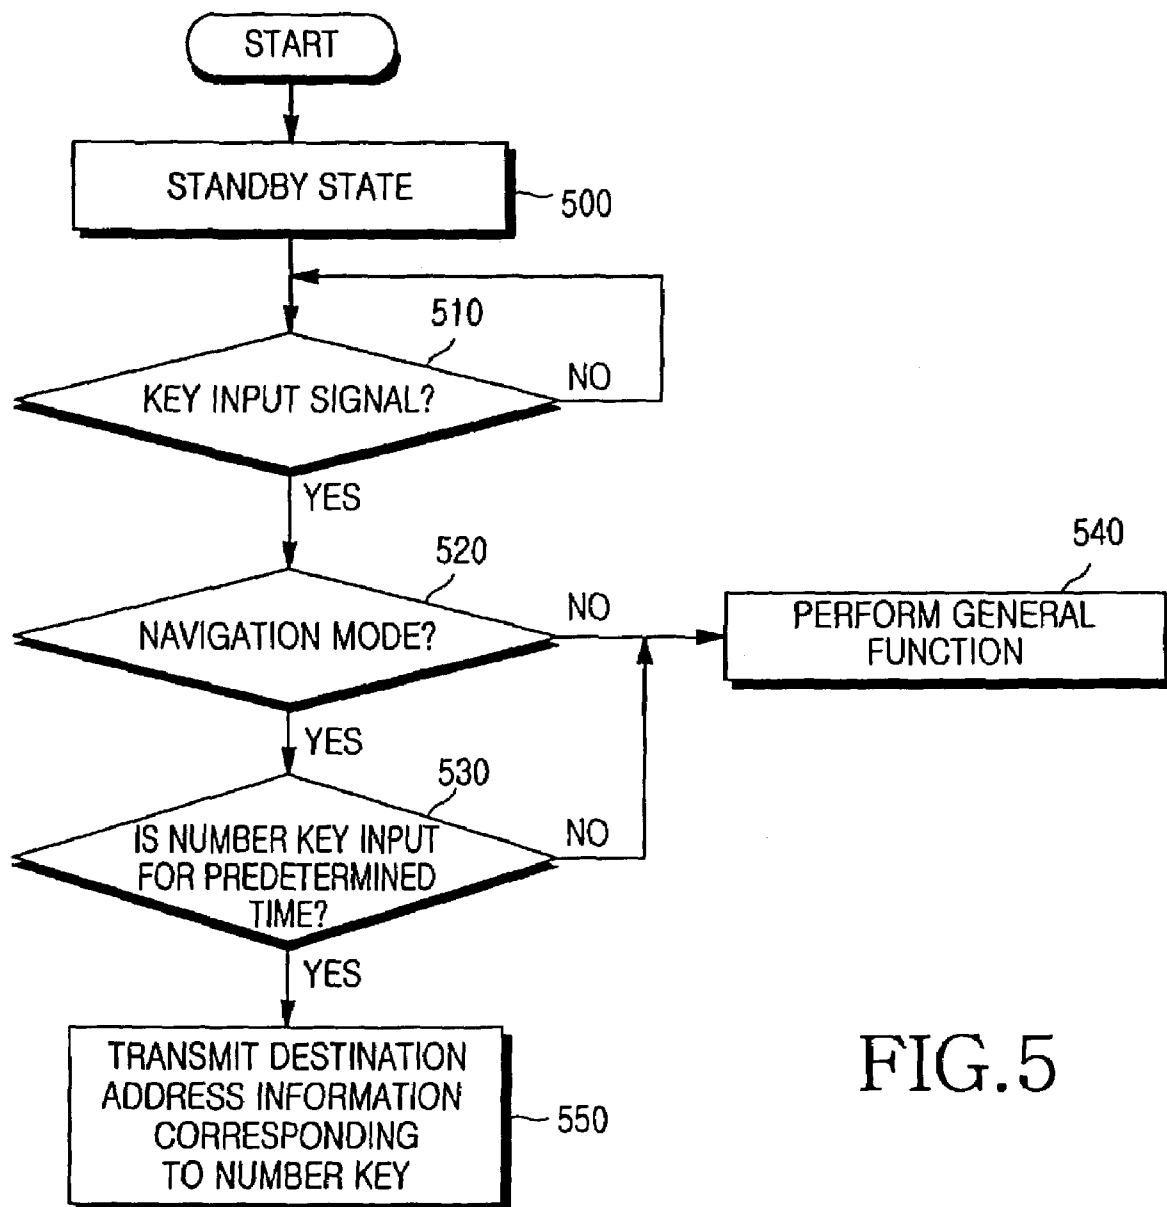 START
STANDBY STATE
500
510
KEY INPUT SIGNAL?
NO
YES
520
NAVIGATION MODE?
NO
540
PERFORM GENERAL
FUNCTION
YES
530
IS NUMBER KEY INPUT
FOR PREDETERMINED
TIME?
NO
YES
TRANSMIT DESTINATION
ADDRESS INFORMATION
CORRESPONDING
TO NUMBER KEY
550
FIG.5